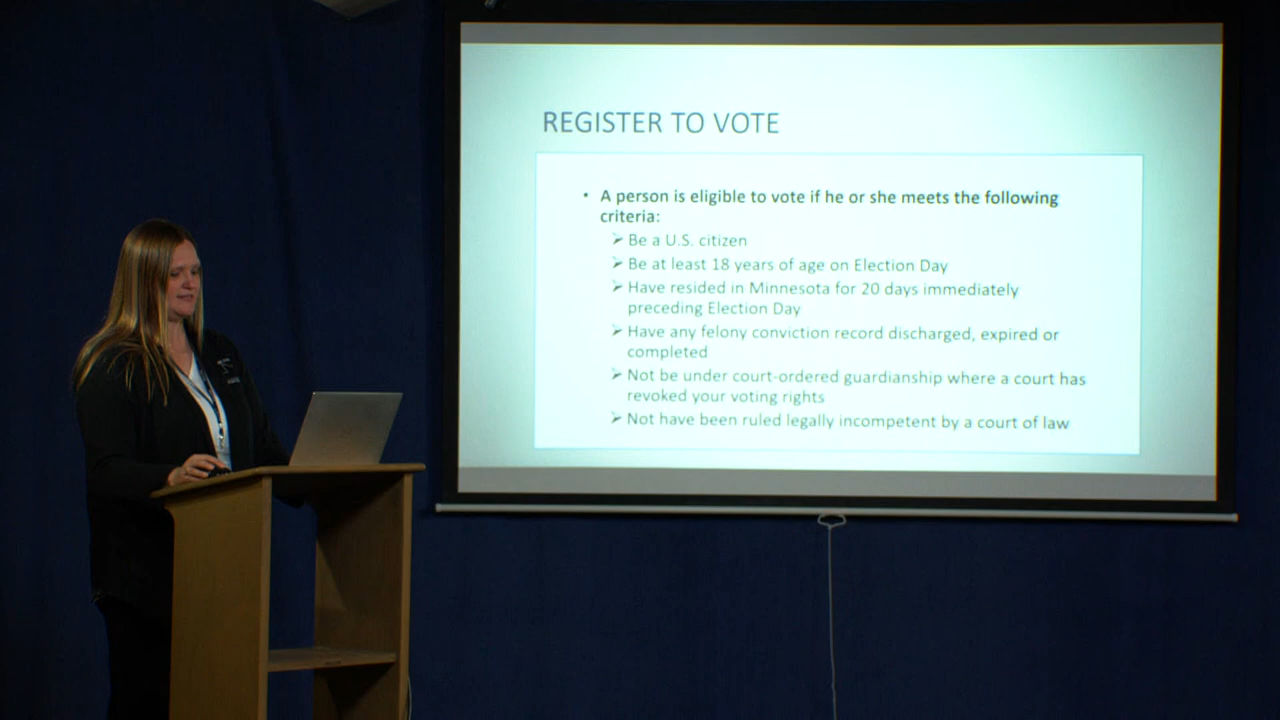 REGISTER TO VOTE
• A person is eligible to vote if he or she meets the following
criteria:
➢ Be a U.S. citizen
➢ Be at least 18 years of age on Election Day
➢ Have resided in Minnesota for 20 days immediately
preceding Election Day
➢ Have any felony conviction record discharged, expired or
completed
➢ Not be under court-ordered guardianship where a court has
revoked your voting rights
➢ Not have been ruled legally incompetent by a court of law